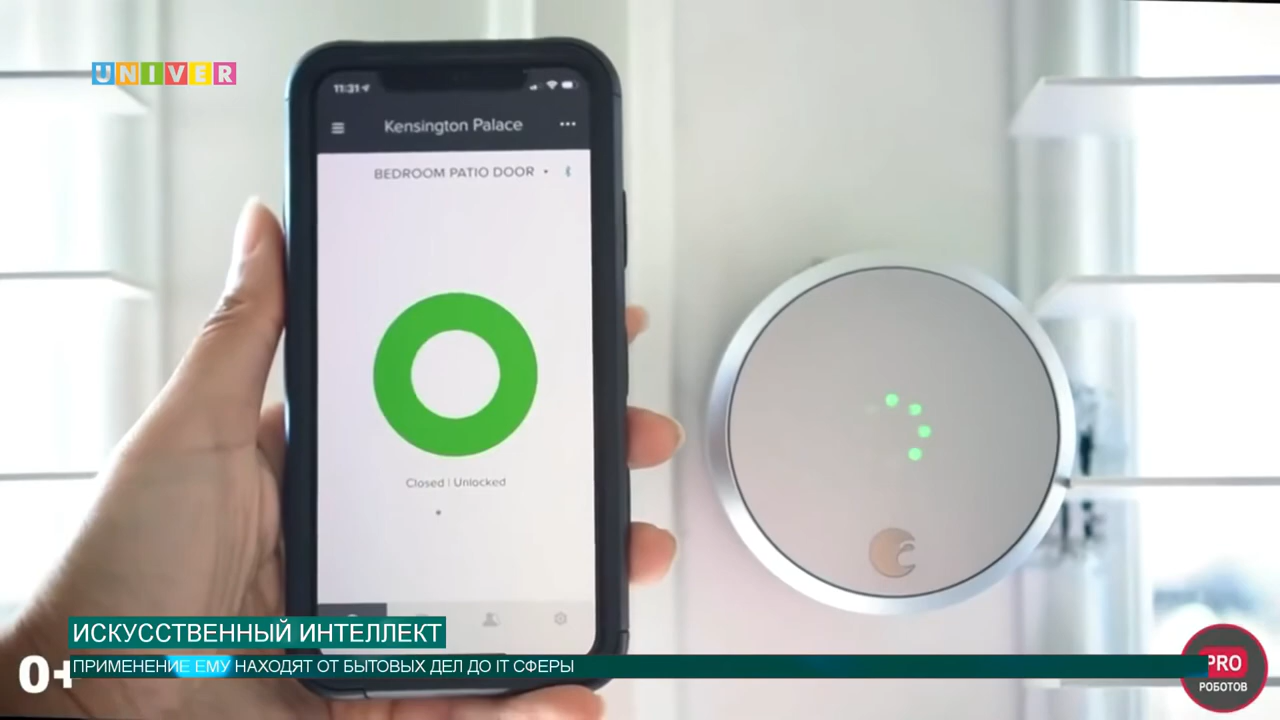 UNIVER
11:31
Kensington Palace
BEDROOM PATIO DOOR
Closed | Unlocked
ИСКУССТВЕННЫЙ ИНТЕЛЛЕКТ
0+
ПРИМЕНЕНИЕ ЕМУ НАХОДЯТ ОТ БЫТОВЫХ ДЕЛ ДО IT СФЕРЫ
PRO
РОБОТОВ